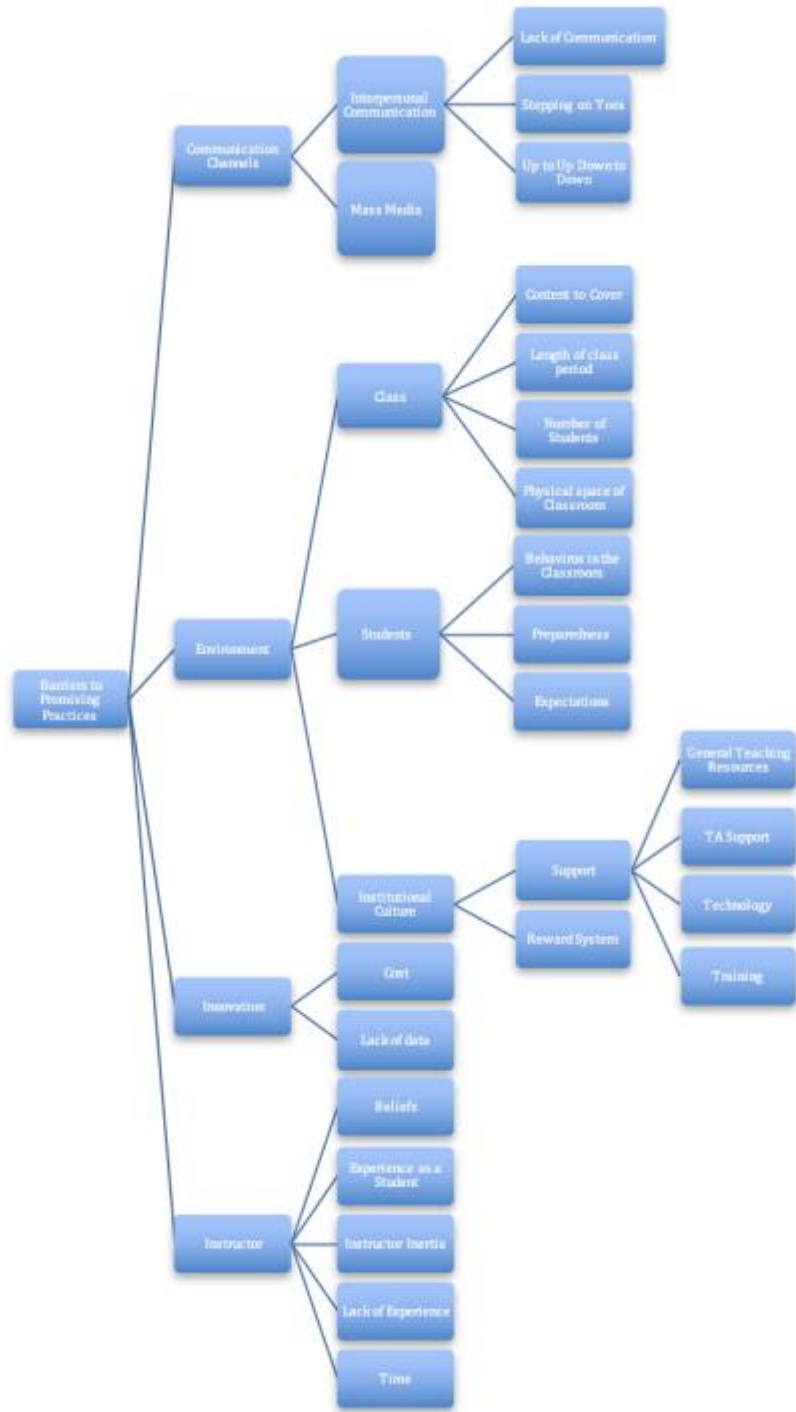 Lack of Communication
Interpersonal
Communication
Stepping on Toes
Communication
Channels
Up to Up Down to
Down
Mass Media
Content to Cover
Length of class
period
Class
Number of
Students
Physical space of
Classroom
Behavirus in the
Classroom
Students
Preparedness
Environment
Expectations
Barriers to
Promising
Practices
General Teaching
Resources
TA Support
Support
Institutional
Culture
Technology
Reward System
Training
Cost
Innovation
Lack of data
Beliefs
Experience as a
Student
Instructor
Instructor Inertia
Lack of Experience
Time